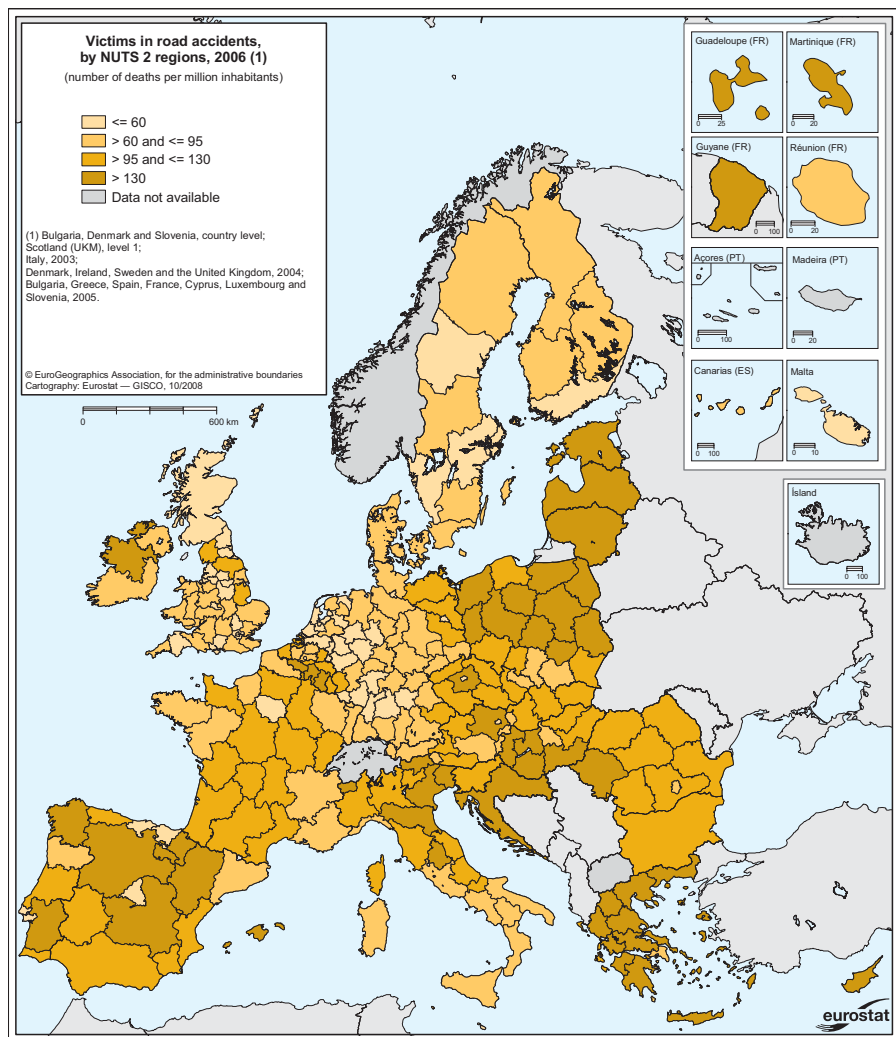 Victims in road accidents,
by NUTS 2 regions, 2006 (1)
(number of deaths per million inhabitants)
<= 60
> 60 and <= 95
> 95 and <= 130
> 130
Data not available
(1) Bulgaria, Denmark and Slovenia, country level;
Scotland (UKM), level 1;
Italy, 2003;
Denmark, Ireland, Sweden and the United Kingdom, 2004;
Bulgaria, Greece, Spain, France, Cyprus, Luxembourg and
Slovenia, 2005.
© EuroGeographics Association, for the administrative boundaries
Cartography: Eurostat — GISCO, 10/2008
0 600 km
Guadeloupe (FR)
0 25
Martinique (FR)
0 20
Guyane (FR)
0 100
Réunion (FR)
0 20
Açores (PT)
0 100
Madeira (PT)
0 20
Canarias (ES)
0 100
Malta
0 10
Ísland
0 100
eurostat